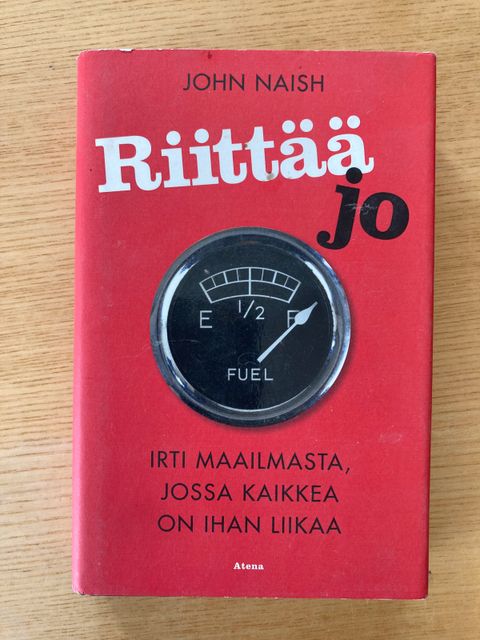 JOHN NAISH
Riittää
jo
1/2
E F
FUEL
IRTI MAAILMASTA,
JOSSA KAIKKEA
ON IHAN LIIKAA
Atena